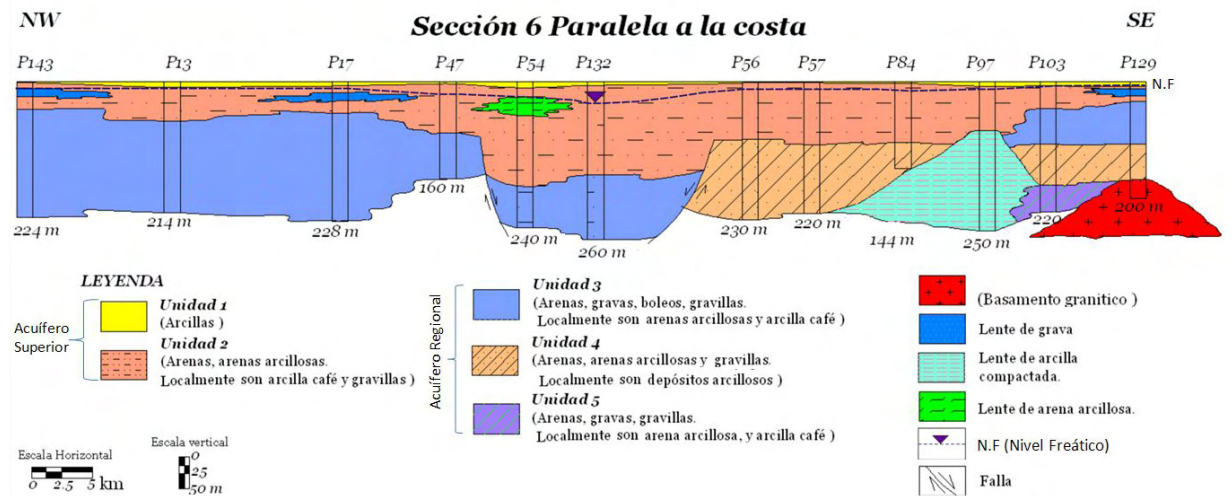 NW
SE
Sección 6 Paralela a la costa
P143 P13 P17 P47 P54 P132 P56 P57 P84 P97 P103 P129
N.F
224 m
214 m
228 m
160 m
240 m
260 m
230 m
220 m
144 m
250 m
220
200 m
LEYENDA
Acuífero
Superior
Unidad 1
(Arcillas )
Unidad 2
(Arenas, arenas arcillosas.
Localmente son arcilla café y gravillas )
Acuífero Regional
Unidad 3
(Arenas, gravas, boleos, gravillas.
Localmente son arenas arcillosas y arcilla café )
Unidad 4
(Arenas, arenas arcillosas y gravillas.
Localmente son depósitos arcillosos )
Unidad 5
(Arenas, gravas, gravillas.
Localmente son arena arcillosa, y arcilla café )
(Basamento granitico )
Lente de grava
Lente de arcilla
compactada.
Lente de arena arcillosa.
N.F (Nivel Freático)
Falla
Escala Horizontal
0 2.5 5 km
Escala vertical
0
25
50 m